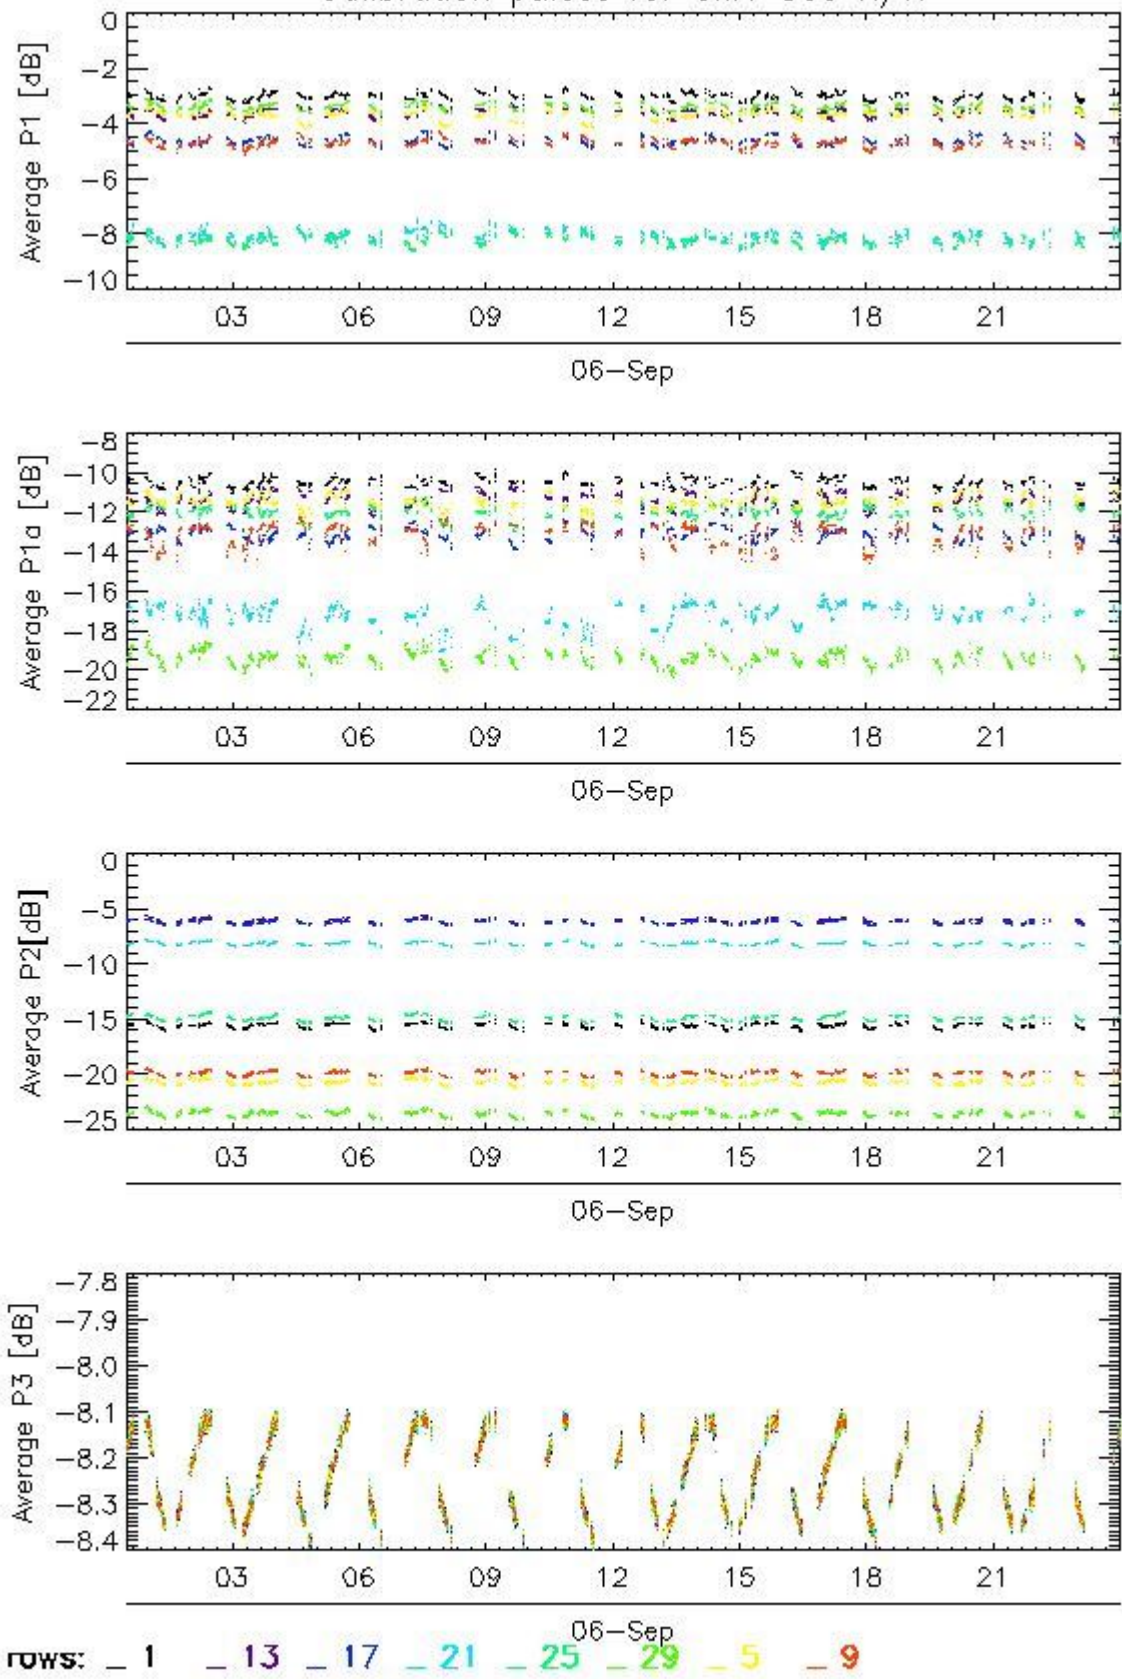 0
-2
-4
-6
-8
-10
Average P1 [dB]
03 06 09 12 15 18 21
06-Sep
-8
-10
-12
-14
-16
-18
-20
-22
Average P1a [dB]
03 06 09 12 15 18 21
06-Sep
0
-5
-10
-15
-20
-25
Average P2[dB]
03 06 09 12 15 18 21
06-Sep
-7.8
-7.9
-8.0
-8.1
-8.2
-8.3
-8.4
Average P3 [dB]
03 06 09 12 15 18 21
06-Sep
rows: _ 1 _ 13 _ 17 _ 21 _ 25 _ 29 _ 5 _ 9